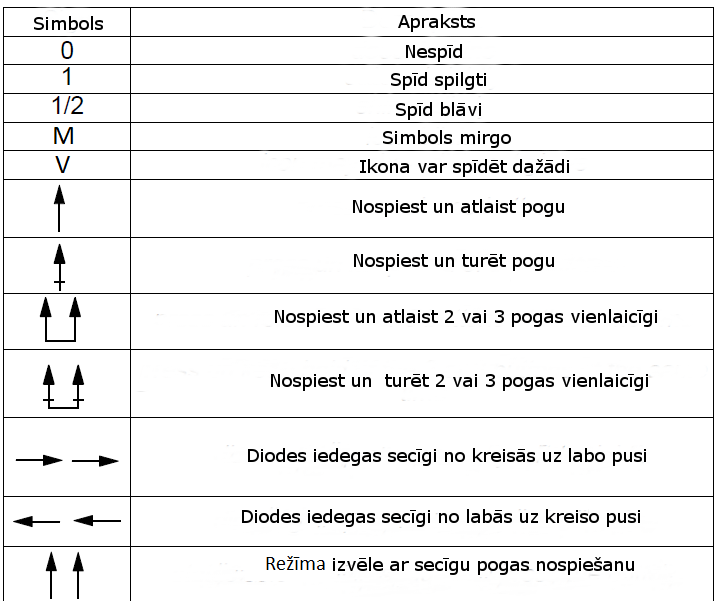 Simbols Apraksts
0 Nespīd
1 Spīd spilgti
1/2 Spīd blāvi
M Simbols mirgo
V Ikona var spīdēt dažādi
Nospiest un atlaist pogu
Nospiest un turēt pogu
Nospiest un atlaist 2 vai 3 pogas vienlaicīgi
Nospiest un turēt 2 vai 3 pogas vienlaicīgi
Diodes iedegas secīgi no kreisās uz labo pusi
Diodes iedegas secīgi no labās uz kreiso pusi
Režīma izvēle ar secīgu pogas nospiešanu